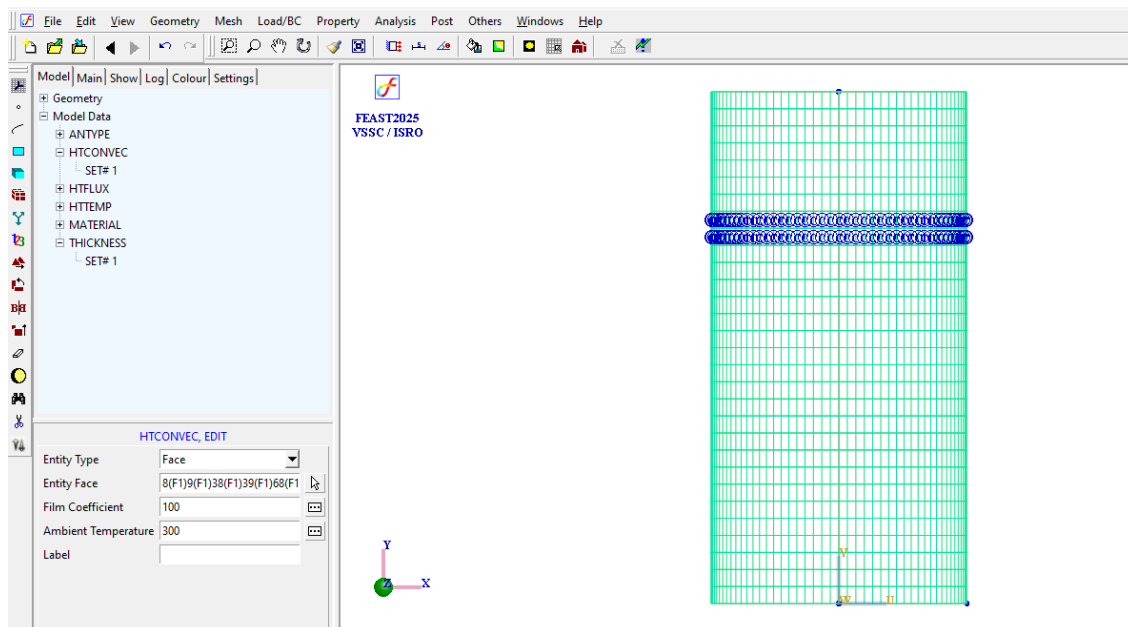 File Edit View Geometry Mesh Load/BC Property Analysis Post Others Windows Help
Model Main Show Log Colour Settings
Geometry
Model Data
ANTYPE
HTCONVEC
SET# 1
HTFLUX
HTTEMP
MATERIAL
THICKNESS
SET# 1
HTCONVEC, EDIT
Entity Type Face
Entity Face 8(F1)9(F1)38(F1)39(F1)68(F1
Film Coefficient 100
Ambient Temperature 300
Label
FEAST2025
VSSC / ISRO
Y
Z X
V
W U